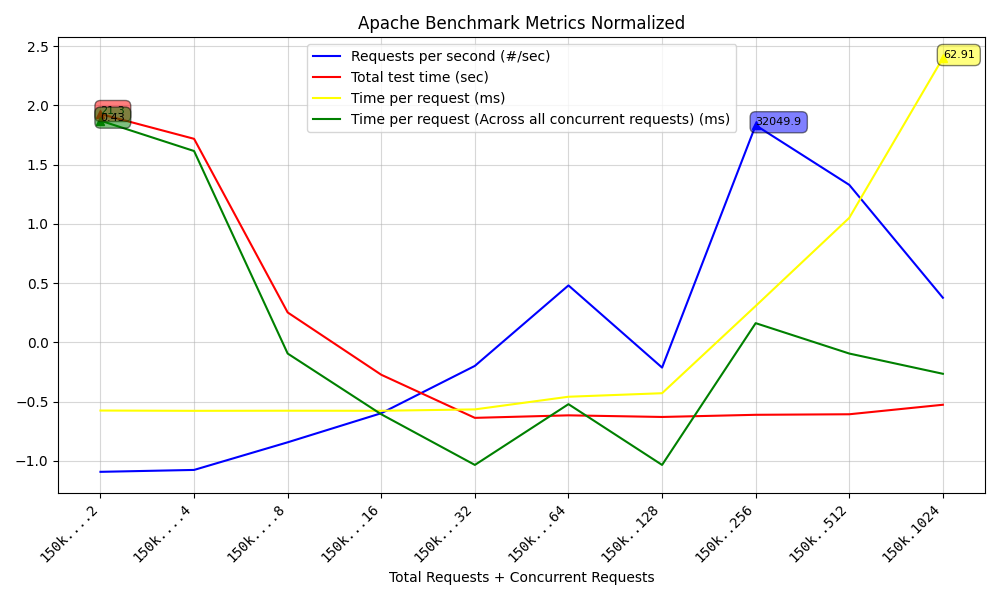 Apache Benchmark Metrics Normalized
Requests per second (#/sec)
Total test time (sec)
Time per request (ms)
Time per request (Across all concurrent requests) (ms)
2.5
2.0
1.5
1.0
0.5
0.0
−0.5
−1.0
21.3
0.43
32049.9
62.91
150k....2
150k....4
150k....8
150k...16
150k...32
150k...64
150k..128
150k..256
150k..512
150k.1024
Total Requests + Concurrent Requests